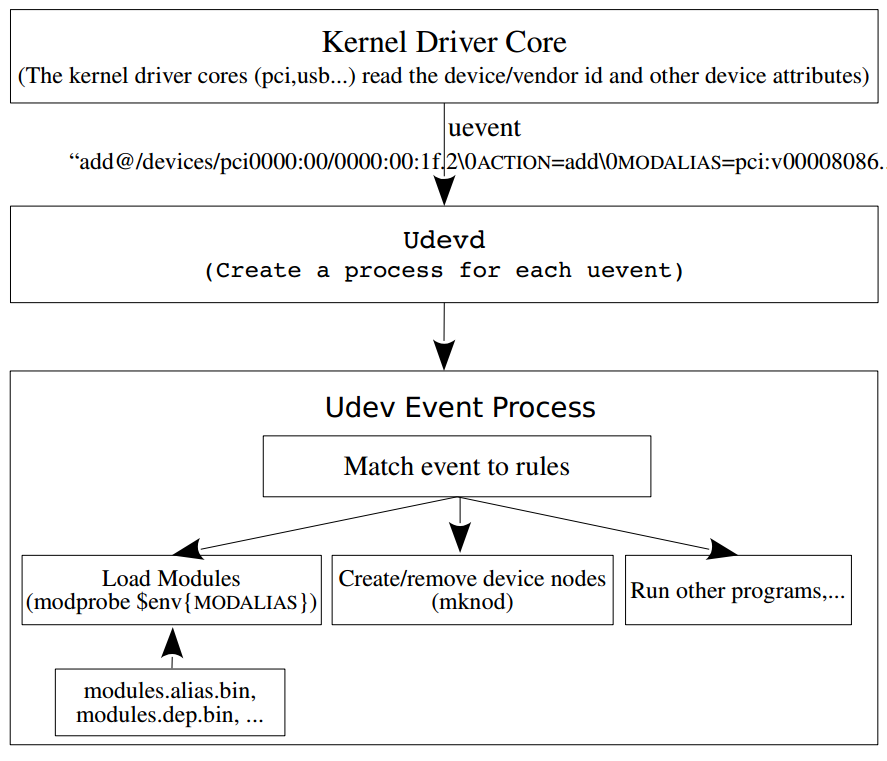 Kernel Driver Core
(The kernel driver cores (pci,usb...) read the device/vendor id and other device attributes)
uevent
“add@/devices/pci0000:00/0000:00:1f.2\0ACTION=add\0MODALIAS=pci:v00008086..
Udevd
(Create a process for each uevent)
Udev Event Process
Match event to rules
Load Modules
(modprobe $env{MODALIAS})
Create/remove device nodes
(mknod)
Run other programs,...
modules.alias.bin,
modules.dep.bin, ...